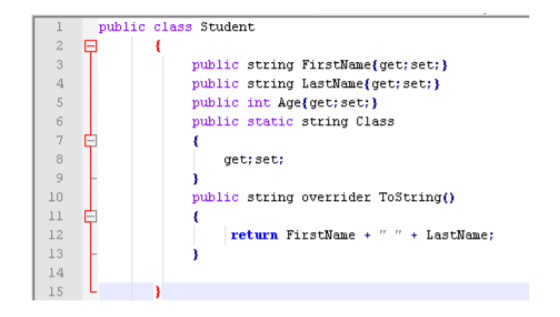 1 public class Student
2 {
3 public string FirstName{get;set;}
4 public string LastName{get;set;}
5 public int Age{get;set;}
6 public static string Class
7 {
8 get;set;
9 }
10 public string overrider ToString()
11 {
12 return FirstName + " " + LastName;
13 }
14
15 }